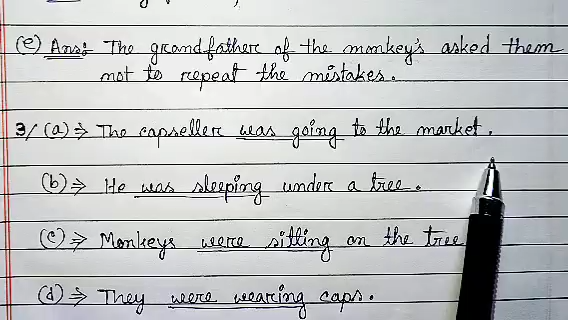 (e) Ans: The grandfather of the monkey's asked them
not to repeat the mistakes.
3/ (a) ⇒ The capseller was going to the market.
(b) ⇒ He was sleeping under a tree.
(c) ⇒ Monkeys were sitting on the tree
(d) ⇒ They were wearing caps.